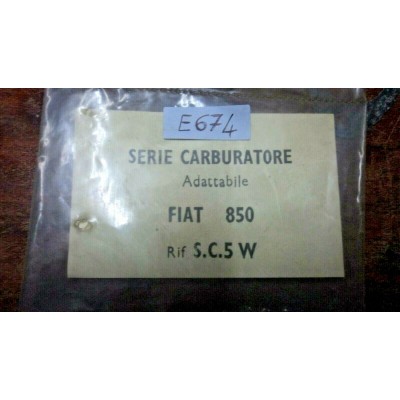 E674
SERIE CARBURATORE
Adattabile
FIAT 850
Rif S.C.5 W